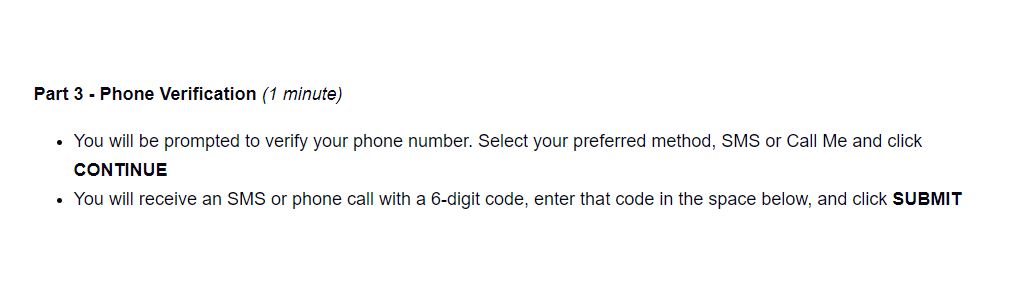 Part 3 - Phone Verification (1 minute)
• You will be prompted to verify your phone number. Select your preferred method, SMS or Call Me and click
CONTINUE
• You will receive an SMS or phone call with a 6-digit code, enter that code in the space below, and click SUBMIT